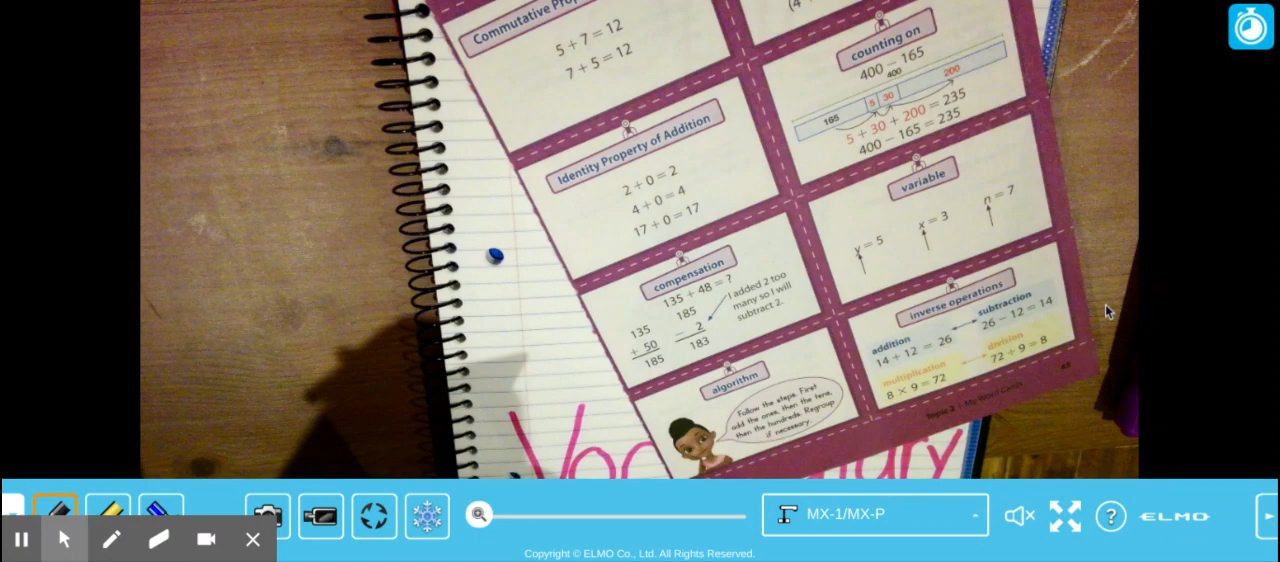 Commutative Prop
5 + 7 = 12
7 + 5 = 12
(4
counting on
400 – 165
400
165 5 30 200
5 + 30 + 200 = 235
400 – 165 = 235
Identity Property of Addition
2 + 0 = 2
4 + 0 = 4
17 + 0 = 17
variable
y = 5
x = 3
n = 7
compensation
135 + 48 = ?
135
+ 50
185
185
– 2
183
I added 2 too
many so I will
subtract 2.
inverse operations
addition
14 + 12 = 26
subtraction
26 – 12 = 14
multiplication
8 × 9 = 72
division
72 ÷ 9 = 8
algorithm
Follow the steps. First
add the ones, then the tens,
then the hundreds. Regroup
if necessary.
Topic 2 My Word Cards
Voc ary
MX-1/MX-P
?
ELMO
Copyright © ELMO Co., Ltd. All Rights Reserved.